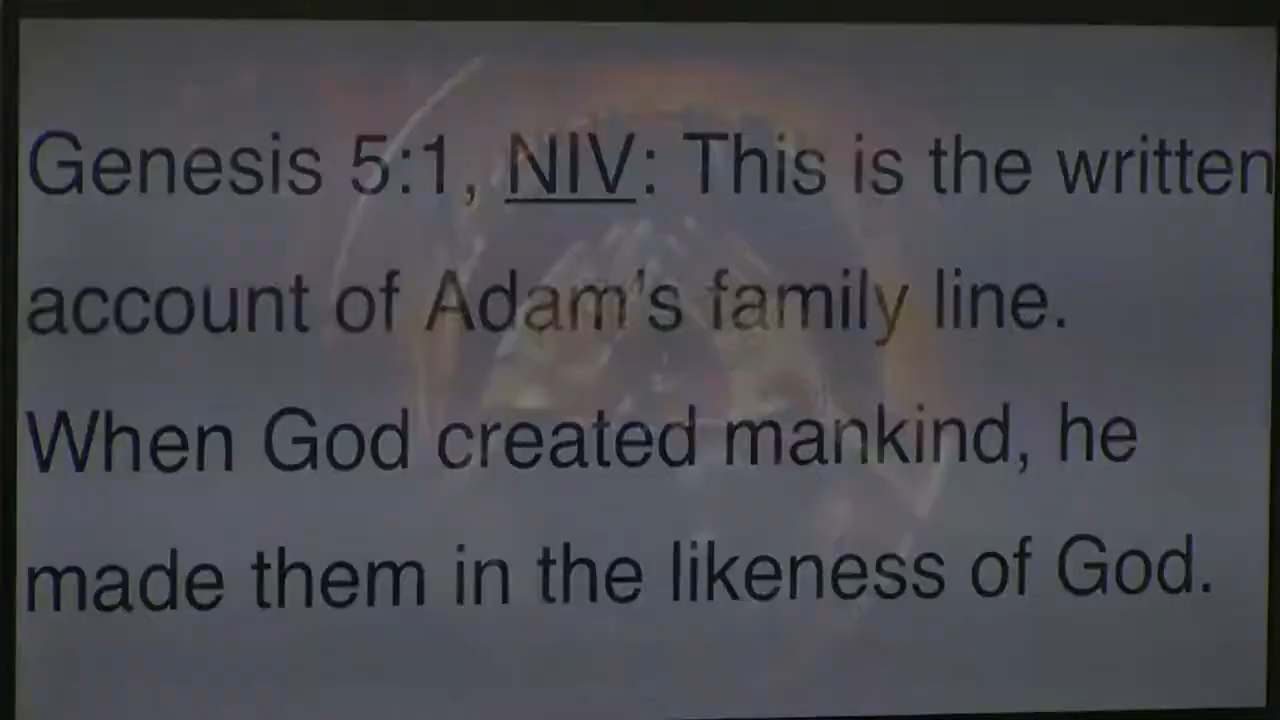 Genesis 5:1, NIV: This is the written
account of Adam's family line.
When God created mankind, he
made them in the likeness of God.